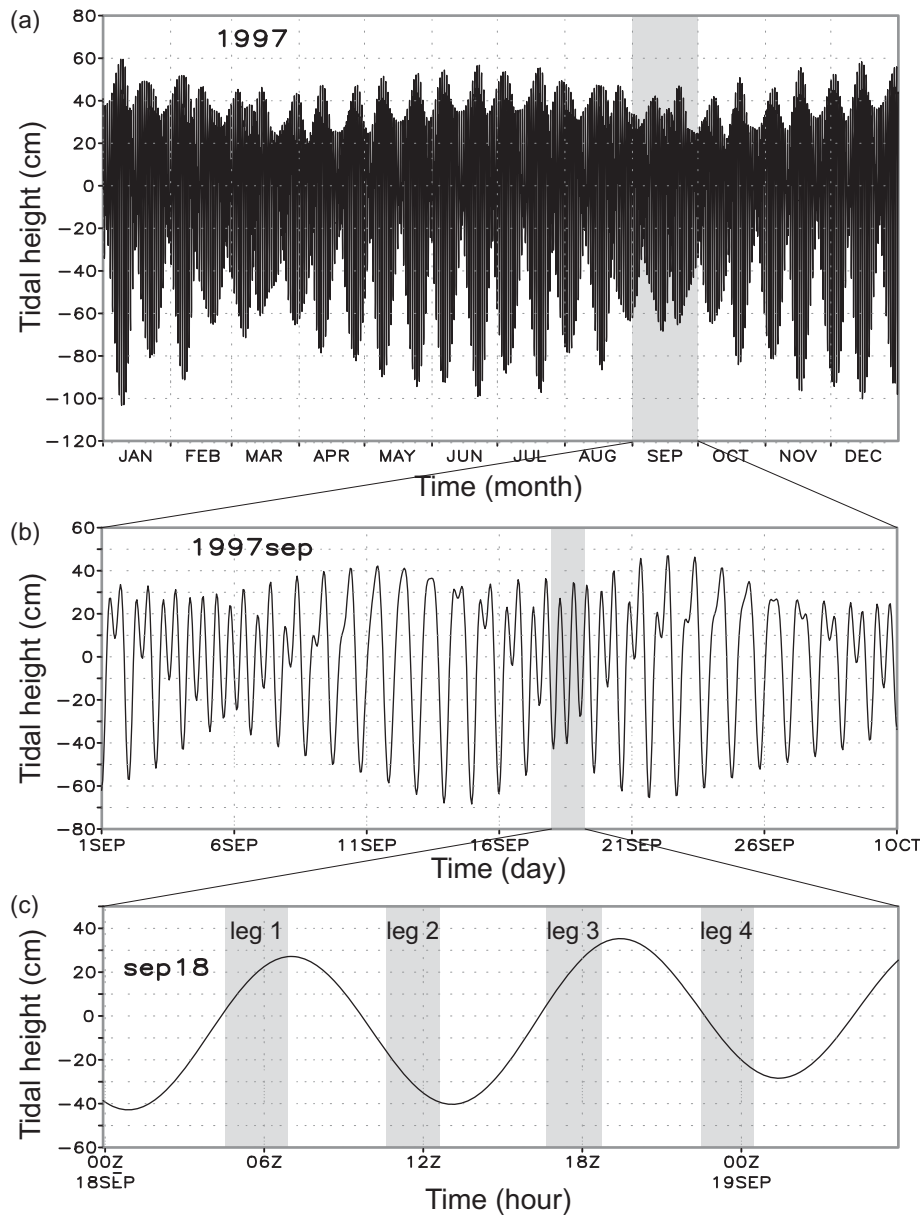 (a)
1997
Tidal height (cm)
80
60
40
20
0
−20
−40
−60
−80
−100
−120
JAN FEB MAR APR MAY JUN JUL AUG SEP OCT NOV DEC
Time (month)
(b)
1997sep
Tidal height (cm)
60
40
20
0
−20
−40
−60
−80
1SEP 6SEP 11SEP 16SEP 21SEP 26SEP 1OCT
Time (day)
(c)
leg 1 leg 2 leg 3 leg 4
sep18
Tidal height (cm)
40
20
0
−20
−40
−60
00Z 06Z 12Z 18Z 00Z
18SEP 19SEP
Time (hour)